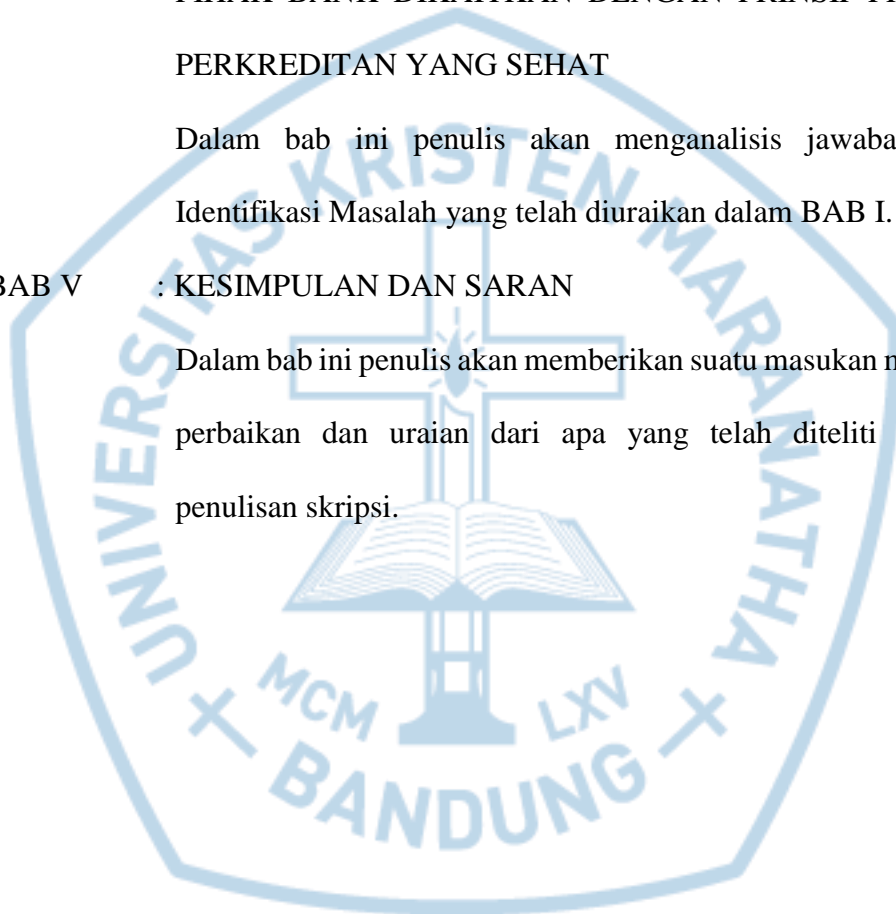 PERKREDITAN YANG SEHAT
Dalam bab ini penulis akan menganalisis
Identifikasi Masalah yang telah diuraikan dalam BAB I.
BAB V : KESIMPULAN DAN SARAN
Dalam bab ini penulis akan memberikan suatu masukan
perbaikan dan uraian dari apa yang telah diteliti
penulisan skripsi.
UNIVERSITAS KRISTEN MARANATHA
MCM LXV
BANDUNG